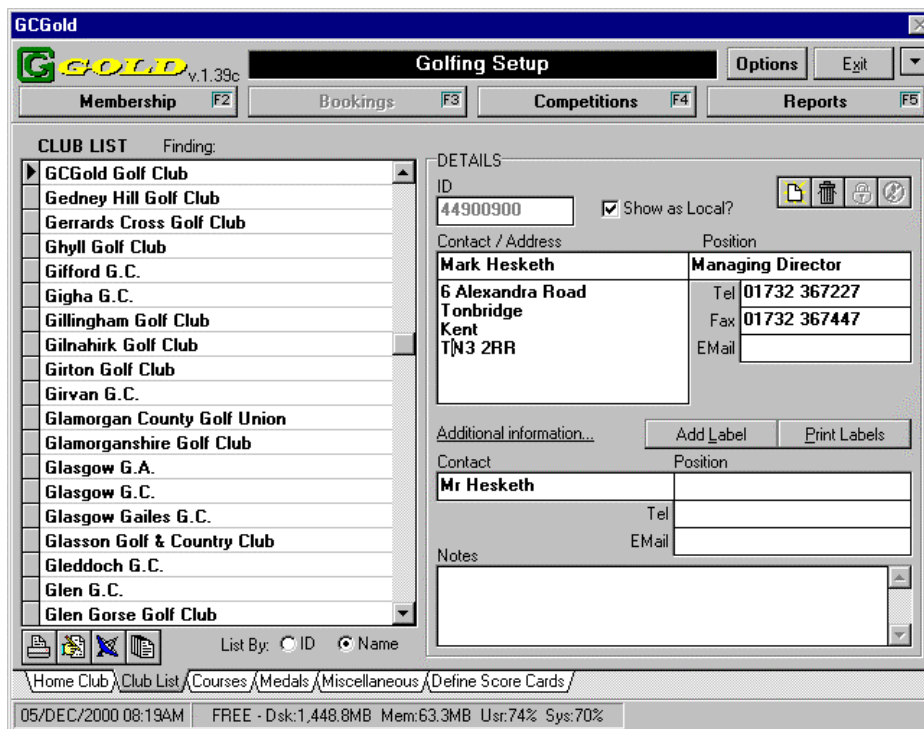 GCGold
G GOLD v.1.39c
Golfing Setup
Options
Exit
Membership F2
Bookings F3
Competitions F4
Reports F5
CLUB LIST Finding:
GCGold Golf Club
Gedney Hill Golf Club
Gerrards Cross Golf Club
Ghyll Golf Club
Gifford G.C.
Gigha G.C.
Gillingham Golf Club
Gilnahirk Golf Club
Girton Golf Club
Girvan G.C.
Glamorgan County Golf Union
Glamorganshire Golf Club
Glasgow G.A.
Glasgow G.C.
Glasgow Gailes G.C.
Glasson Golf & Country Club
Gleddoch G.C.
Glen G.C.
Glen Gorse Golf Club
List By: ID Name
DETAILS
ID
44900900
Show as Local?
Contact / Address Position
Mark Hesketh Managing Director
6 Alexandra Road
Tonbridge
Kent
TN3 2RR
Tel 01732 367227
Fax 01732 367447
EMail
Additional information...
Add Label
Print Labels
Contact Position
Mr Hesketh
Tel
EMail
Notes
Home Club Club List Courses Medals Miscellaneous Define Score Cards
05/DEC/2000 08:19AM FREE - Dsk:1,448.8MB Mem:63.3MB Usr:74% Sys:70%